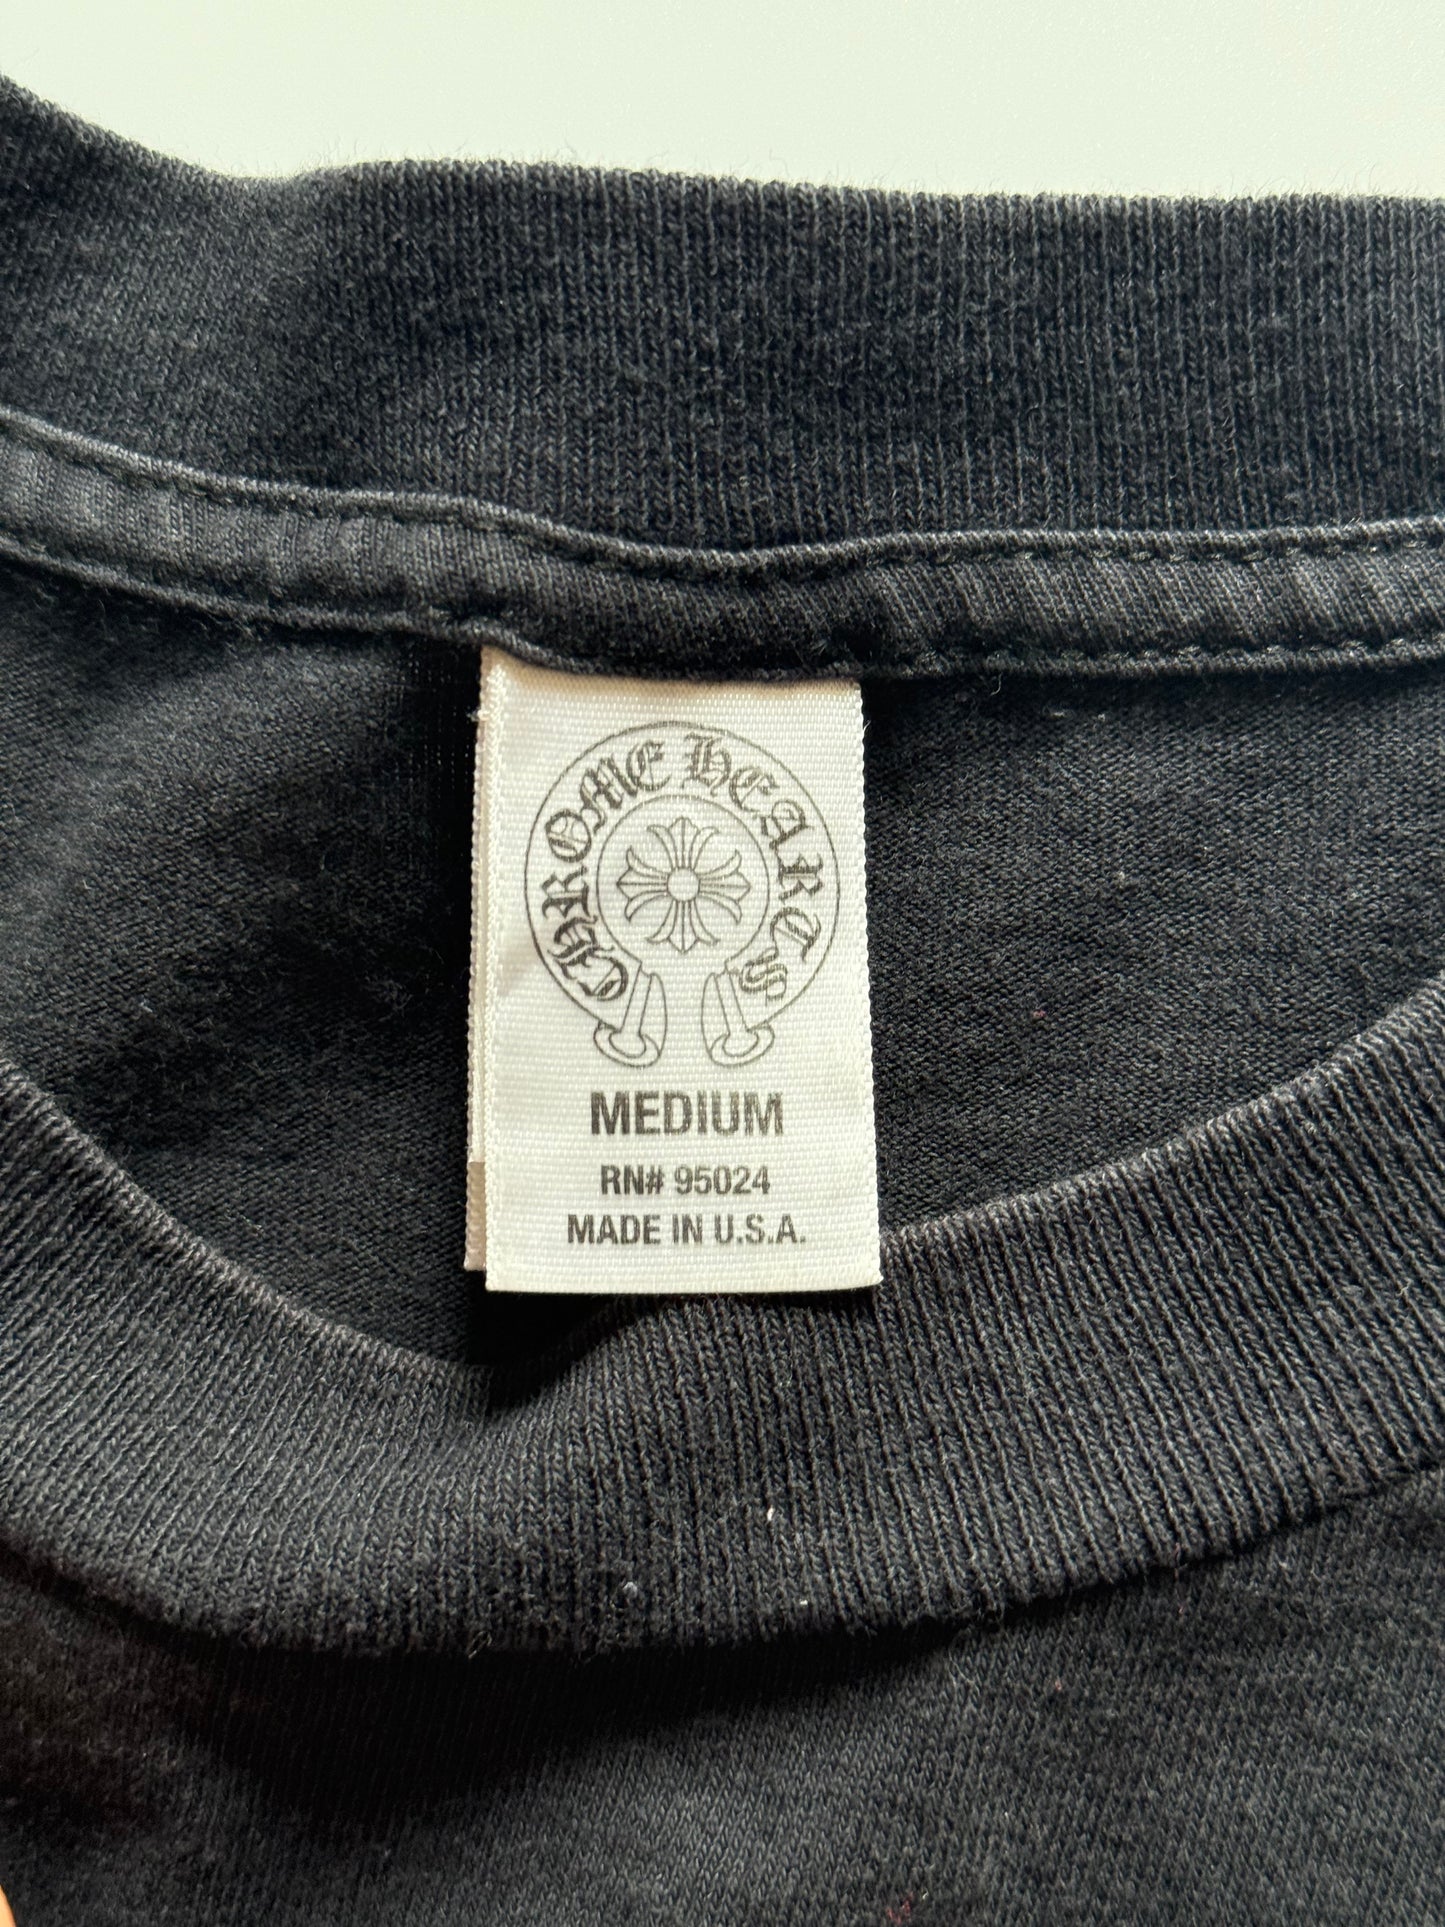 CHROME HEARTS
MEDIUM
RN# 95024
MADE IN U.S.A.